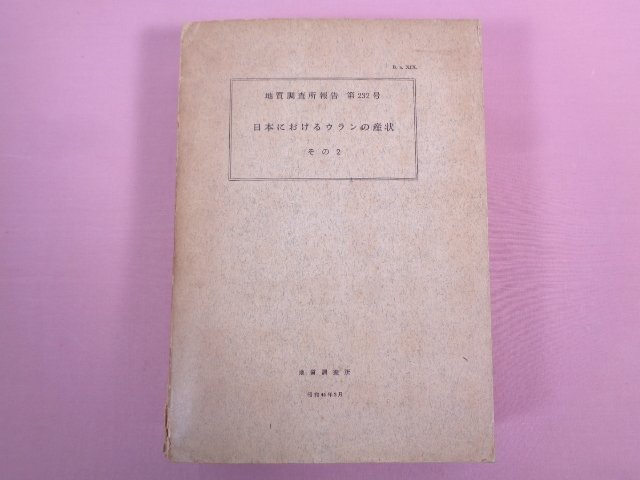 地質調査所報告 第232号
日本におけるウランの産状
その2
地質調査所